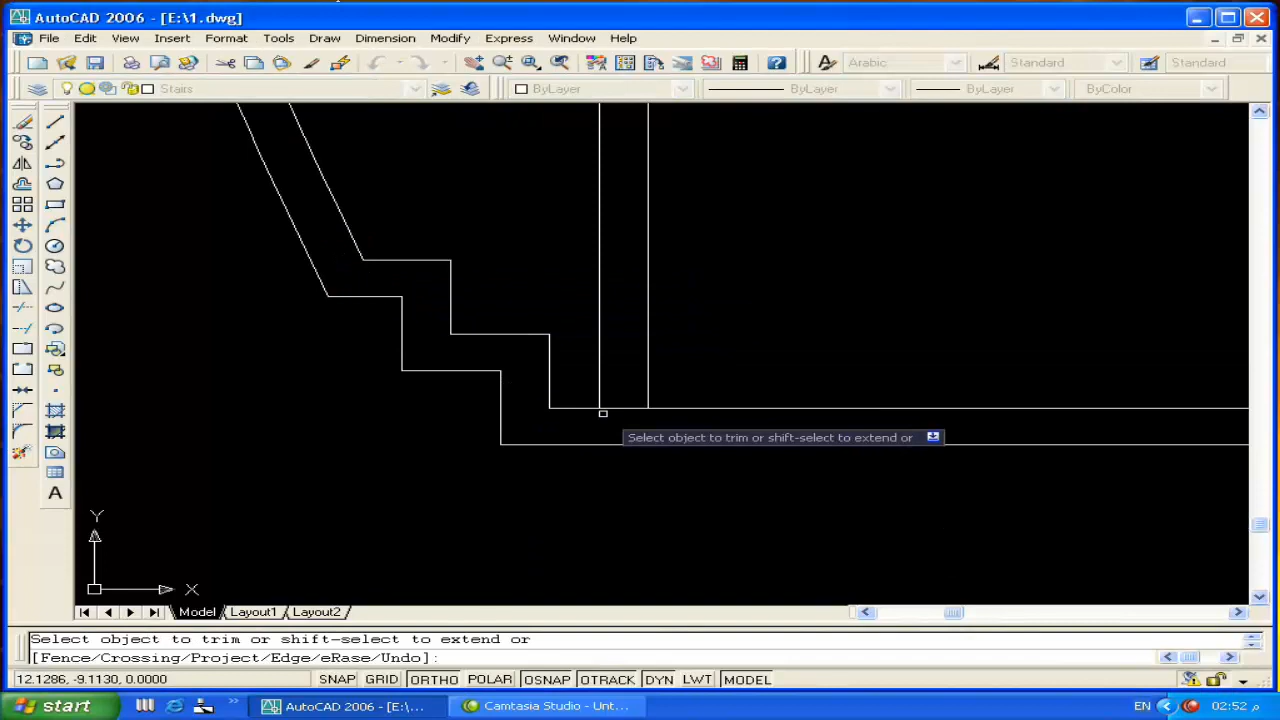 AutoCAD 2006 - [E:\1.dwg]
File Edit View Insert Format Tools Draw Dimension Modify Express Window Help
Arabic Standard Standard
Stairs ByLayer ByLayer ByLayer ByColor
A
Select object to trim or shift-select to extend or
Y
X
Model Layout1 Layout2
Select object to trim or shift-select to extend or
[Fence/Crossing/Project/Edge/eRase/Undo]:
12.1286, -9.1130, 0.0000 SNAP GRID ORTHO POLAR OSNAP OTRACK DYN LWT MODEL
start AutoCAD 2006 - [E:\... Camtasia Studio - Unt... EN 02:52 م